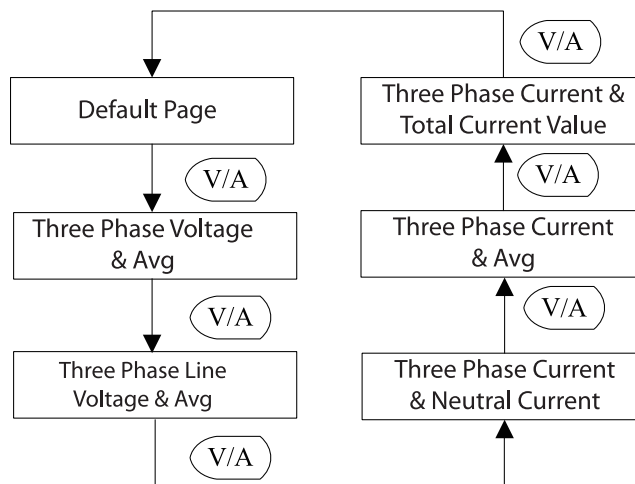 V/A
Default Page
Three Phase Current &
Total Current Value
V/A
V/A
Three Phase Voltage
& Avg
Three Phase Current
& Avg
V/A
V/A
Three Phase Line
Voltage & Avg
Three Phase Current
& Neutral Current
V/A